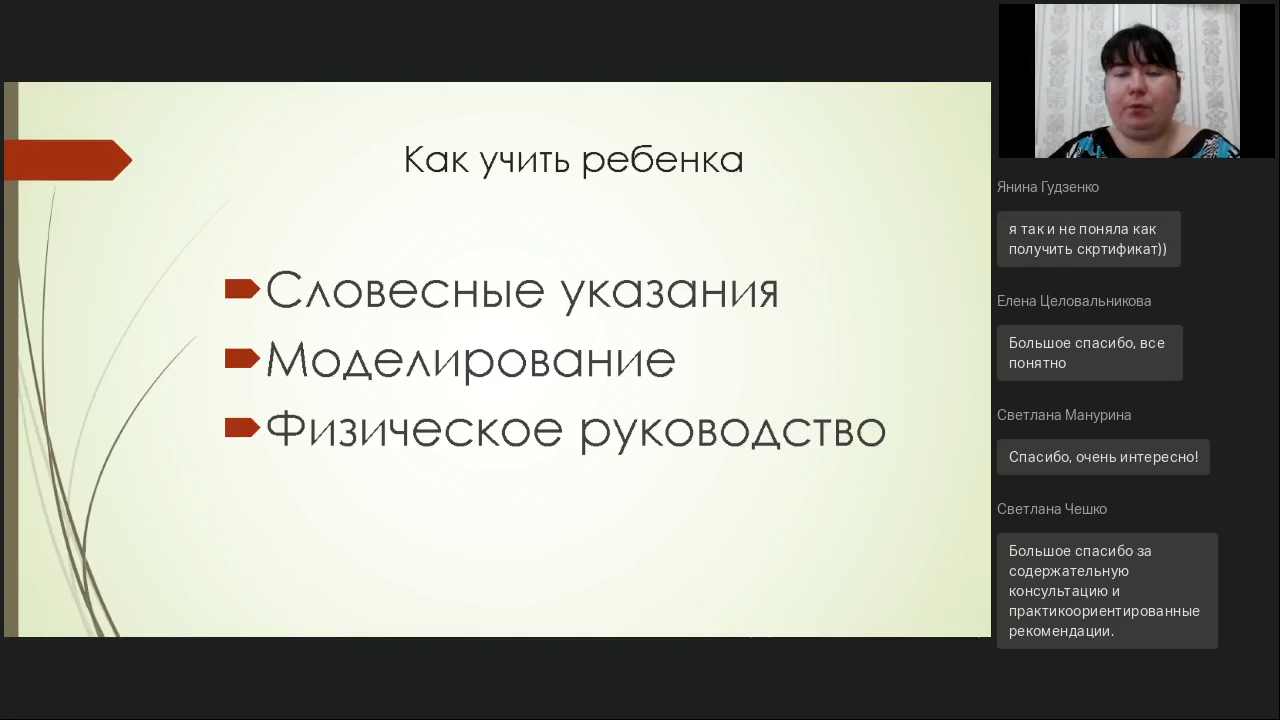 Как учить ребенка
Словесные указания
Моделирование
Физическое руководство
Янина Гудзенко
я так и не поняла как
получить скртификат))
Елена Целовальникова
Большое спасибо, все
понятно
Светлана Манурина
Спасибо, очень интересно!
Светлана Чешко
Большое спасибо за
содержательную
консультацию и
практикоориентированные
рекомендации.